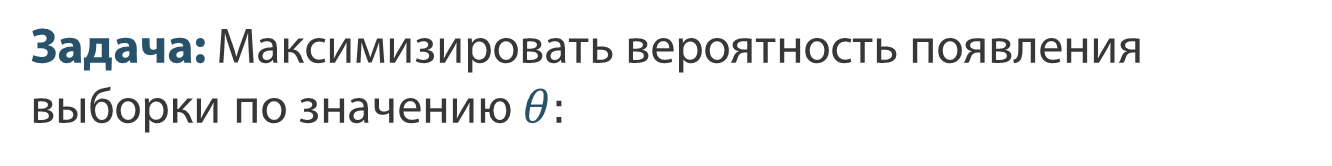 Задача: Максимизировать вероятность появления
выборки по значению θ: